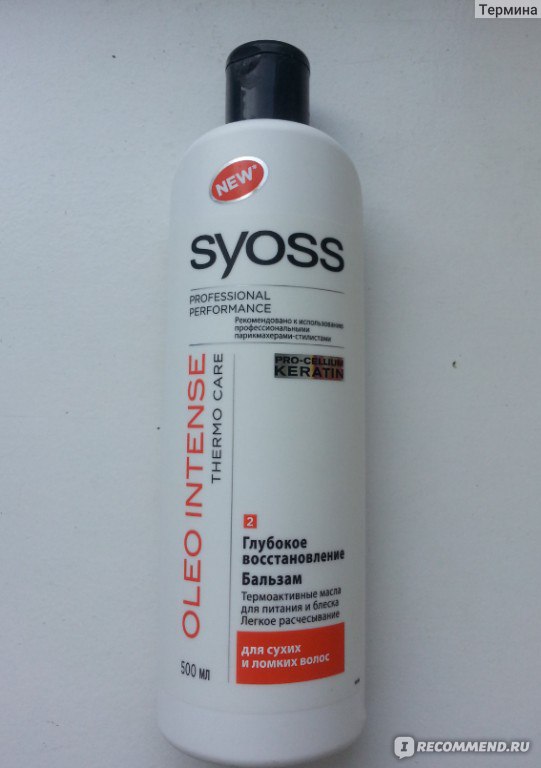 Термина
NEW*
syoss
PROFESSIONAL
PERFORMANCE
Рекомендовано к использованию
профессиональными
парикмахерами-стилистами
PRO-CELLIUM
KERATIN
OLEO INTENSE
THERMO CARE
2
Глубокое
восстановление
Бальзам
Термоактивные масла
для питания и блеска
Легкое расчесывание
для сухих
и ломких волос
500 мл
IRECOMMEND.RU